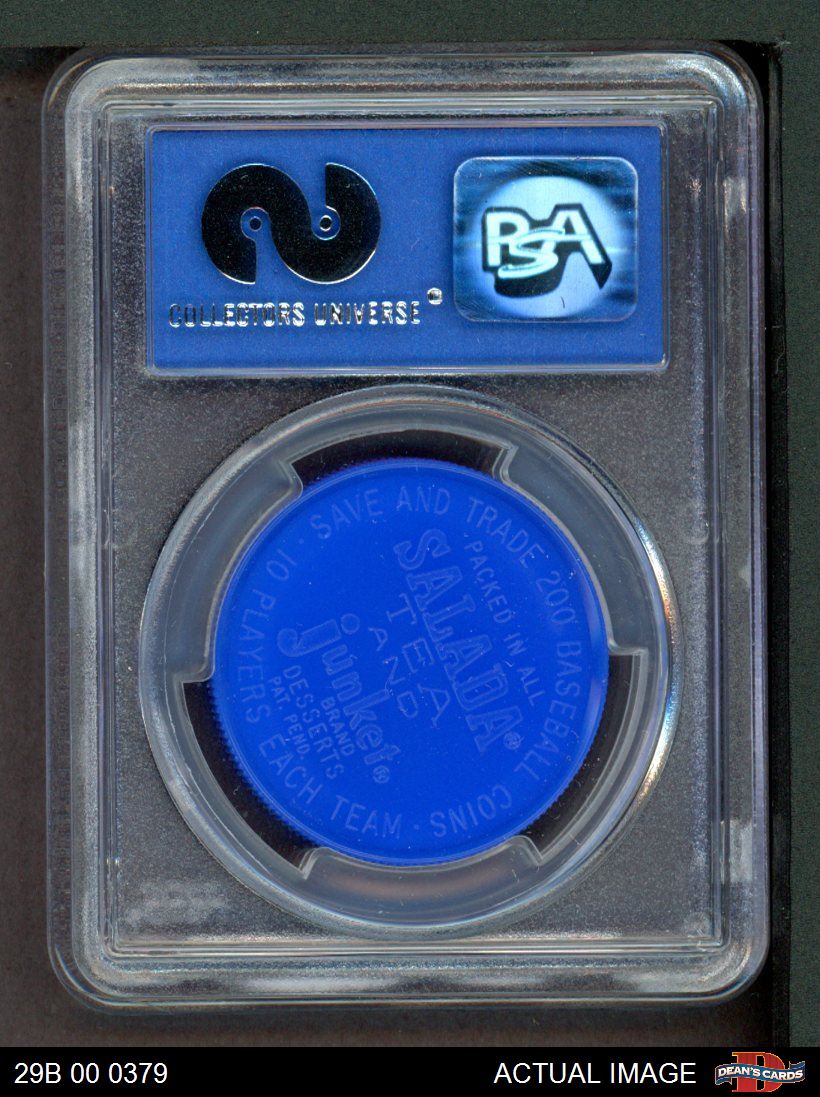 COLLECTORS UNIVERSE®
PSA
· SAVE AND TRADE 200 BASEBALL COINS · 10 PLAYERS EACH TEAM
PACKED IN ALL
SALADA®
TEA
AND
junket®
BRAND
DESSERTS
PAT. PEND.
29B 00 0379
ACTUAL IMAGE
D
DEAN'S CARDS